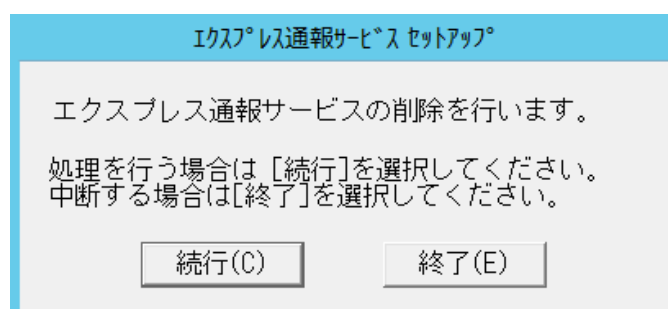 ｴｸｽﾌﾟﾚｽ通報ｻｰﾋﾞｽ ｾｯﾄｱｯﾌﾟ
エクスプレス通報サービスの削除を行います。
処理を行う場合は [続行]を選択してください。
中断する場合は[終了]を選択してください。
続行(C)
終了(E)